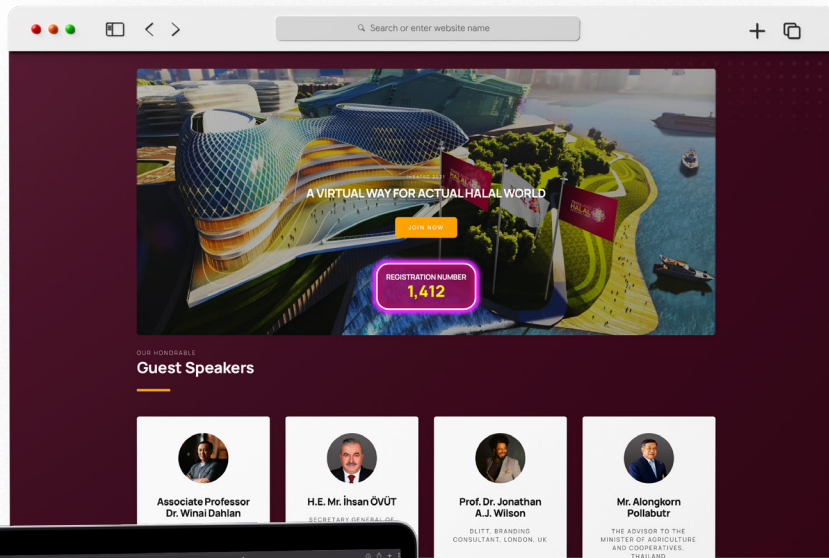 Search or enter website name
A VIRTUAL WAY FOR ACTUAL HALAL WORLD
JOIN NOW
REGISTRATION NUMBER
1,412
OUR HONORABLE
Guest Speakers
Associate Professor
Dr. Winai Dahlan
H.E. Mr. İhsan ÖVÜT
SECRETARY GENERAL OF
Prof. Dr. Jonathan
A.J. Wilson
DLITT, BRANDING
CONSULTANT, LONDON, UK
Mr. Alongkorn
Pollabutr
THE ADVISOR TO THE
MINISTER OF AGRICULTURE
AND COOPERATIVES,
THAILAND